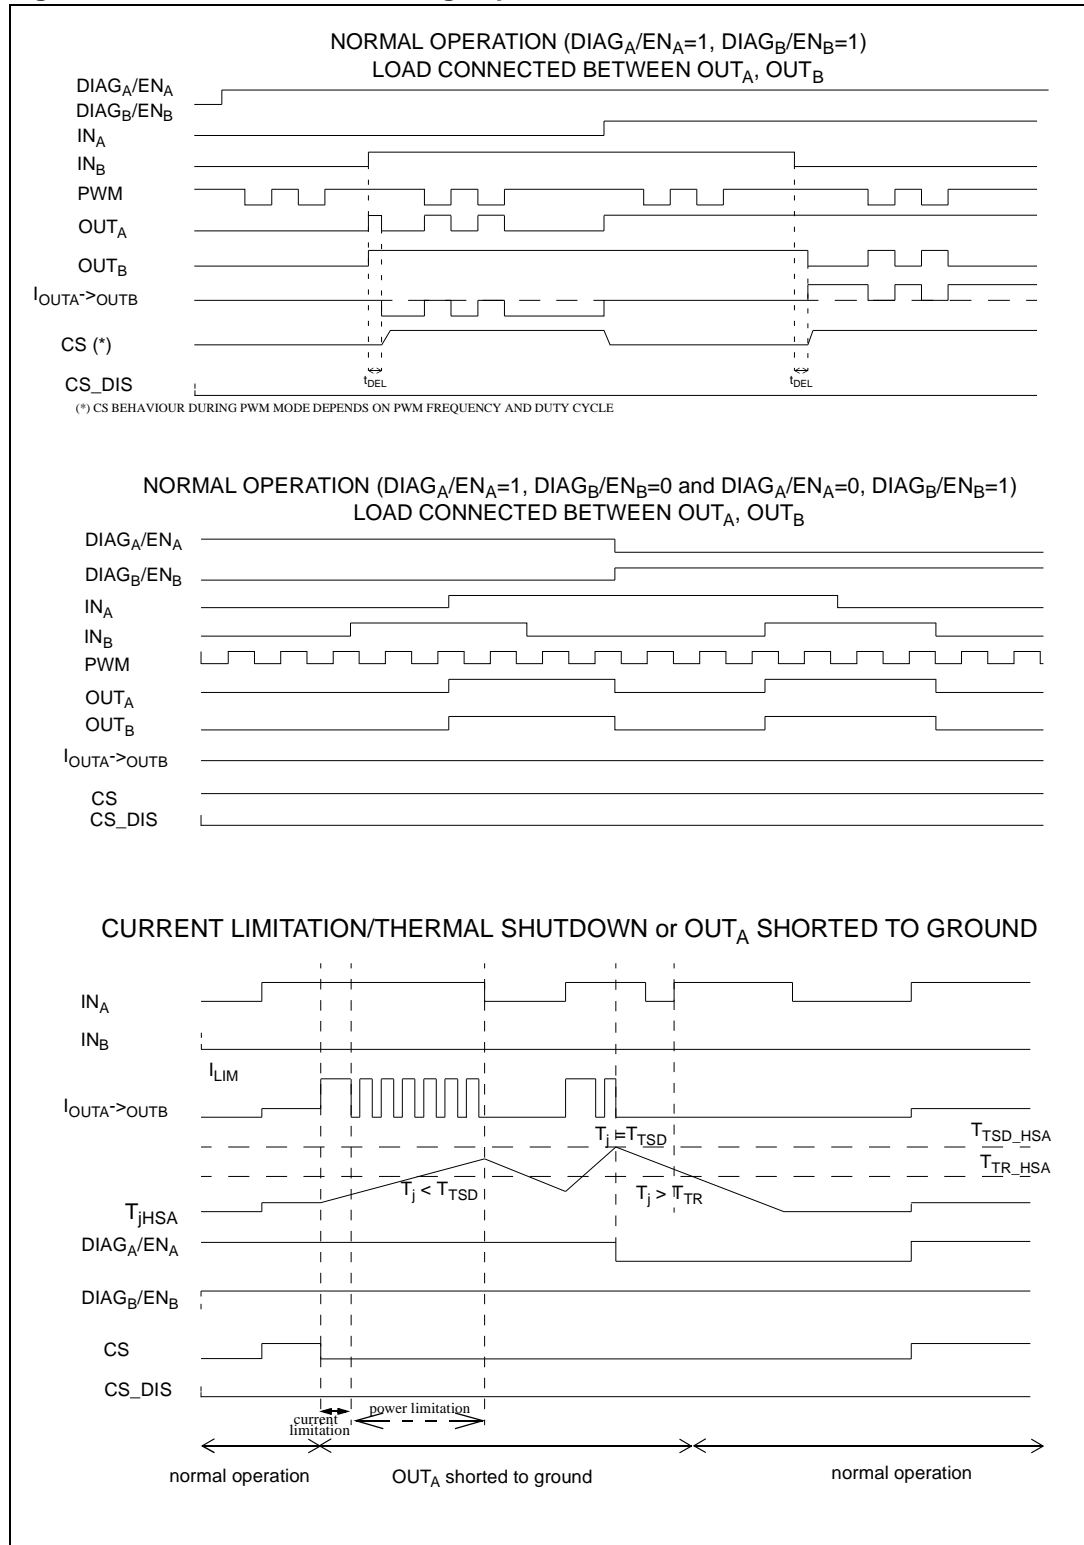 NORMAL OPERATION (DIAGA/ENA=1, DIAGB/ENB=1)
LOAD CONNECTED BETWEEN OUTA, OUTB
DIAGA/ENA
DIAGB/ENB
INA
INB
PWM
OUTA
OUTB
IOUTA->OUTB
CS (*)
tDEL
tDEL
CS_DIS
(*) CS BEHAVIOUR DURING PWM MODE DEPENDS ON PWM FREQUENCY AND DUTY CYCLE
NORMAL OPERATION (DIAGA/ENA=1, DIAGB/ENB=0 and DIAGA/ENA=0, DIAGB/ENB=1)
LOAD CONNECTED BETWEEN OUTA, OUTB
DIAGA/ENA
DIAGB/ENB
INA
INB
PWM
OUTA
OUTB
IOUTA->OUTB
CS
CS_DIS
CURRENT LIMITATION/THERMAL SHUTDOWN or OUTA SHORTED TO GROUND
INA
INB
ILIM
IOUTA->OUTB
Tj =TTSD
TTSD_HSA
TTR_HSA
Tj < TTSD
Tj > TTR
TjHSA
DIAGA/ENA
DIAGB/ENB
CS
CS_DIS
current limitation
power limitation
normal operation
OUTA shorted to ground
normal operation